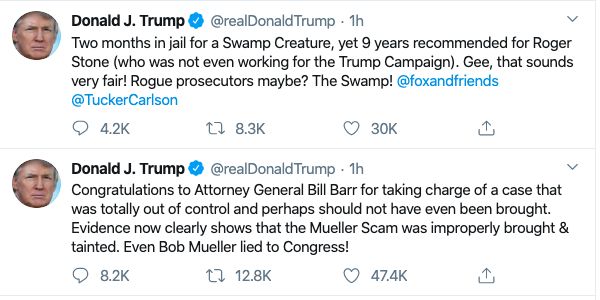 Donald J. Trump @realDonaldTrump · 1h
Two months in jail for a Swamp Creature, yet 9 years recommended for Roger
Stone (who was not even working for the Trump Campaign). Gee, that sounds
very fair! Rogue prosecutors maybe? The Swamp! @foxandfriends
@TuckerCarlson
4.2K 8.3K 30K
Donald J. Trump @realDonaldTrump · 1h
Congratulations to Attorney General Bill Barr for taking charge of a case that
was totally out of control and perhaps should not have even been brought.
Evidence now clearly shows that the Mueller Scam was improperly brought &
tainted. Even Bob Mueller lied to Congress!
8.2K 12.8K 47.4K